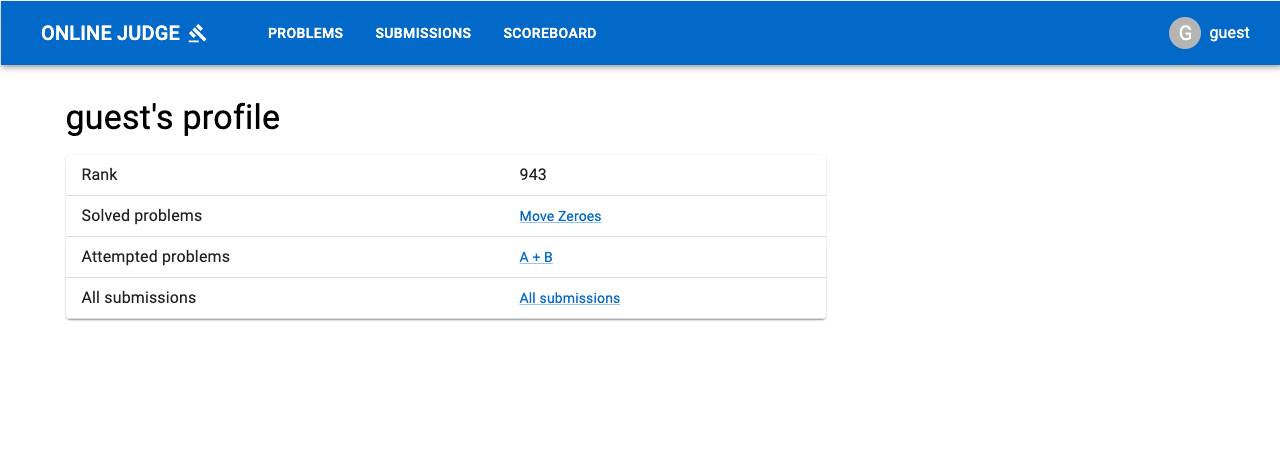 ONLINE JUDGE PROBLEMS SUBMISSIONS SCOREBOARD G guest
guest's profile
Rank 943
Solved problems Move Zeroes
Attempted problems A + B
All submissions All submissions